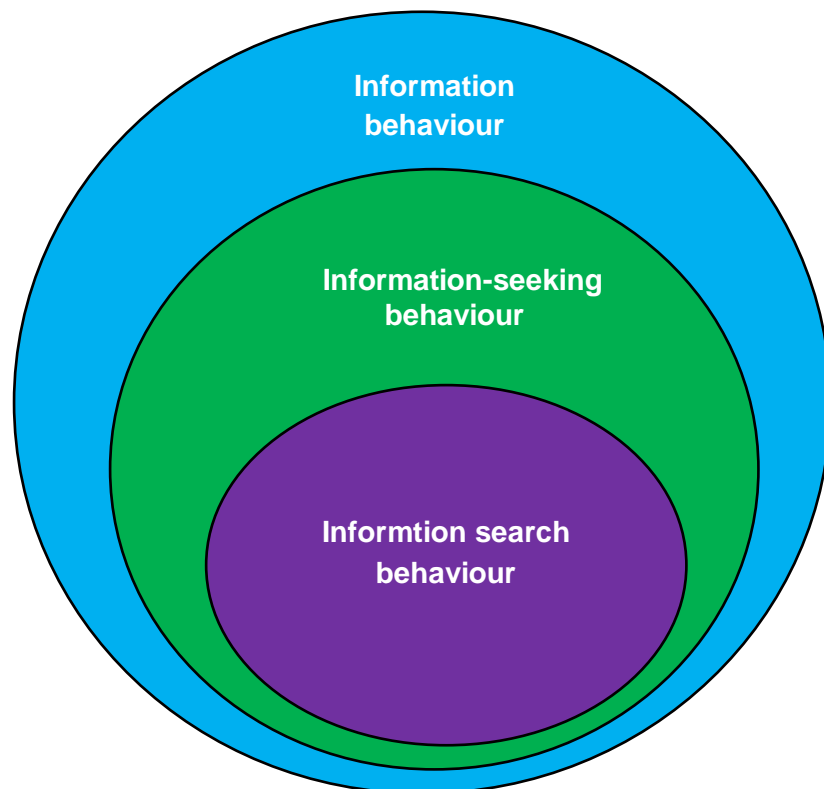 Information
behaviour
Information-seeking
behaviour
Informtion search
behaviour